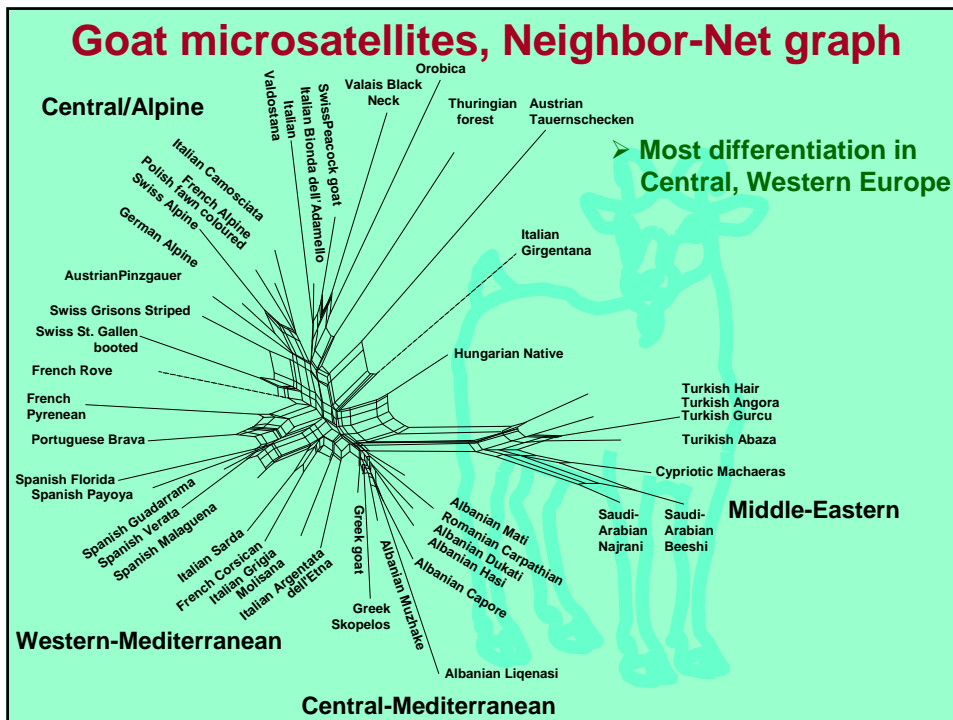 Goat microsatellites, Neighbor-Net graph
Central/Alpine
Valdostana
Italian
Italian Bionda dell'Adamello
SwissPeacock goat
Valais Black
Neck
Orobica
Thuringian
forest
Austrian
Tauernschecken
➢ Most differentiation in
Central, Western Europe
Italian Camosciata
French Alpine
Polish fawn coloured
Swiss Alpine
German Alpine
Italian
Girgentana
AustrianPinzgauer
Swiss Grisons Striped
Swiss St. Gallen
booted
Hungarian Native
French Rove
French
Pyrenean
Portuguese Brava
Turkish Hair
Turkish Angora
Turkish Gurcu
Turikish Abaza
Cypriotic Machaeras
Spanish Florida
Spanish Payoya
Spanish Guadarrama
Spanish Verata
Spanish Malaguena
Italian Sarda
French Corsican
Italian Grigia
Molisana
Italian Argentata
dell'Etna
Greek goat
Greek
Skopelos
Albanian Muzhake
Albanian Mati
Romanian Carpathian
Albanian Dukati
Albanian Hasi
Albanian Capore
Albanian Liqenasi
Saudi-
Arabian
Najrani
Saudi-
Arabian
Beeshi
Middle-Eastern
Western-Mediterranean
Central-Mediterranean